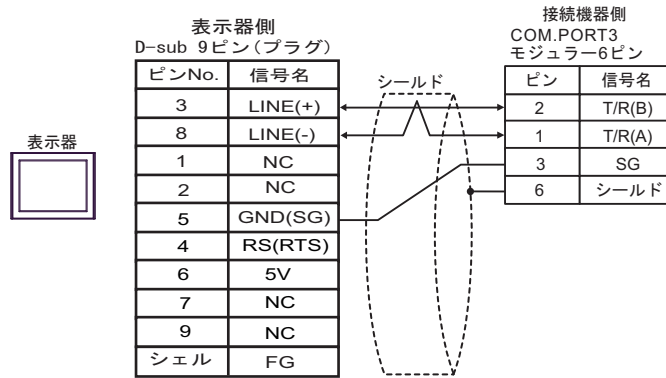 表示器側
D-sub 9ピン(プラグ)
接続機器側
COM.PORT3
モジュラー6ピン
表示器
シールド
ピンNo. 信号名
3 LINE(+)
8 LINE(-)
1 NC
2 NC
5 GND(SG)
4 RS(RTS)
6 5V
7 NC
9 NC
シェル FG
ピン 信号名
2 T/R(B)
1 T/R(A)
3 SG
6 シールド